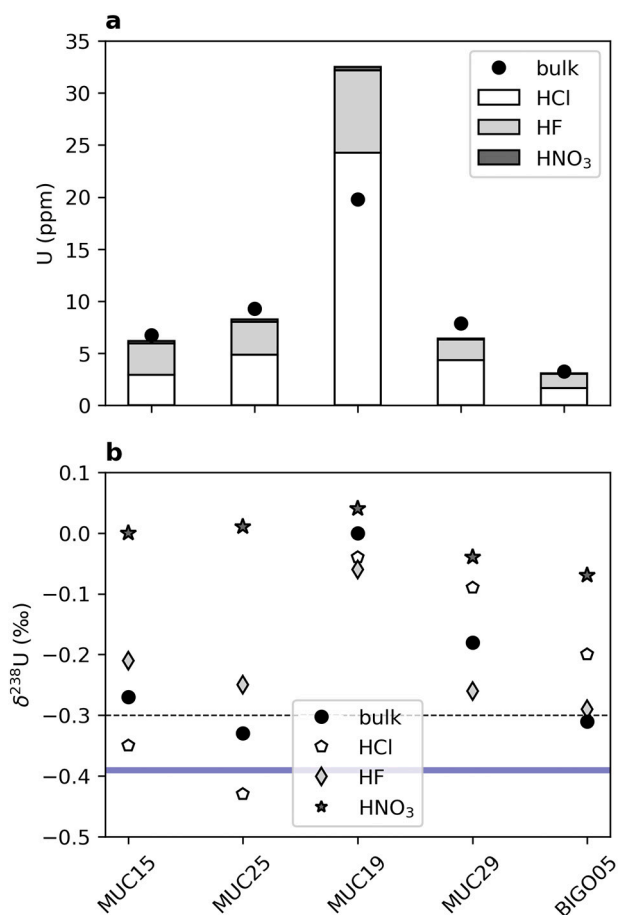 a
35
30
25
20
15
10
5
0
U (ppm)
bulk
HCl
HF
HNO₃
b
0.1
0.0
−0.1
−0.2
−0.3
−0.4
−0.5
δ²³⁸U (‰)
bulk
HCl
HF
HNO₃
MUC15
MUC25
MUC19
MUC29
BIGO05